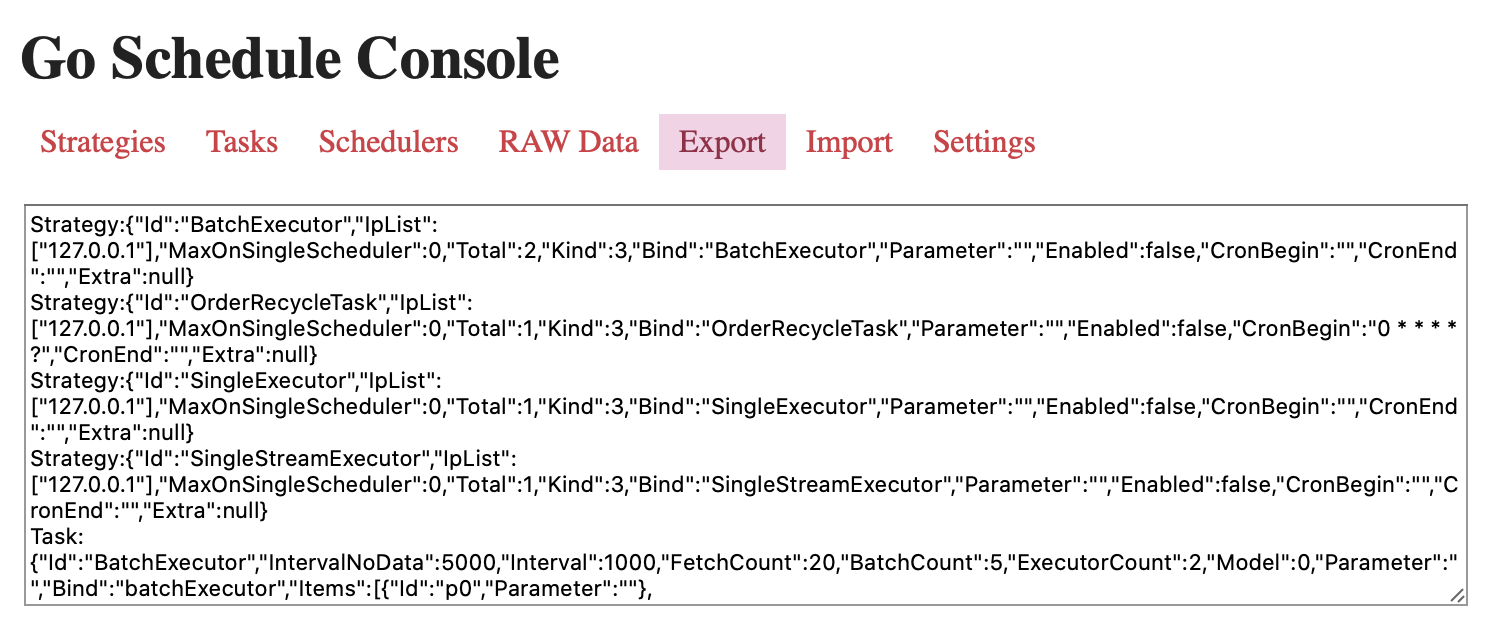 Go Schedule Console
Strategies Tasks Schedulers RAW Data Export Import Settings
Strategy:{"Id":"BatchExecutor","IpList":
["127.0.0.1"],"MaxOnSingleScheduler":0,"Total":2,"Kind":3,"Bind":"BatchExecutor","Parameter":"","Enabled":false,"CronBegin":"","CronEnd
":"","Extra":null}
Strategy:{"Id":"OrderRecycleTask","IpList":
["127.0.0.1"],"MaxOnSingleScheduler":0,"Total":1,"Kind":3,"Bind":"OrderRecycleTask","Parameter":"","Enabled":false,"CronBegin":"0 * * * *
?","CronEnd":"","Extra":null}
Strategy:{"Id":"SingleExecutor","IpList":
["127.0.0.1"],"MaxOnSingleScheduler":0,"Total":1,"Kind":3,"Bind":"SingleExecutor","Parameter":"","Enabled":false,"CronBegin":"","CronEnd
":"","Extra":null}
Strategy:{"Id":"SingleStreamExecutor","IpList":
["127.0.0.1"],"MaxOnSingleScheduler":0,"Total":1,"Kind":3,"Bind":"SingleStreamExecutor","Parameter":"","Enabled":false,"CronBegin":"","C
ronEnd":"","Extra":null}
Task:
{"Id":"BatchExecutor","IntervalNoData":5000,"Interval":1000,"FetchCount":20,"BatchCount":5,"ExecutorCount":2,"Model":0,"Parameter":"
","Bind":"batchExecutor","Items":[{"Id":"p0","Parameter":""},